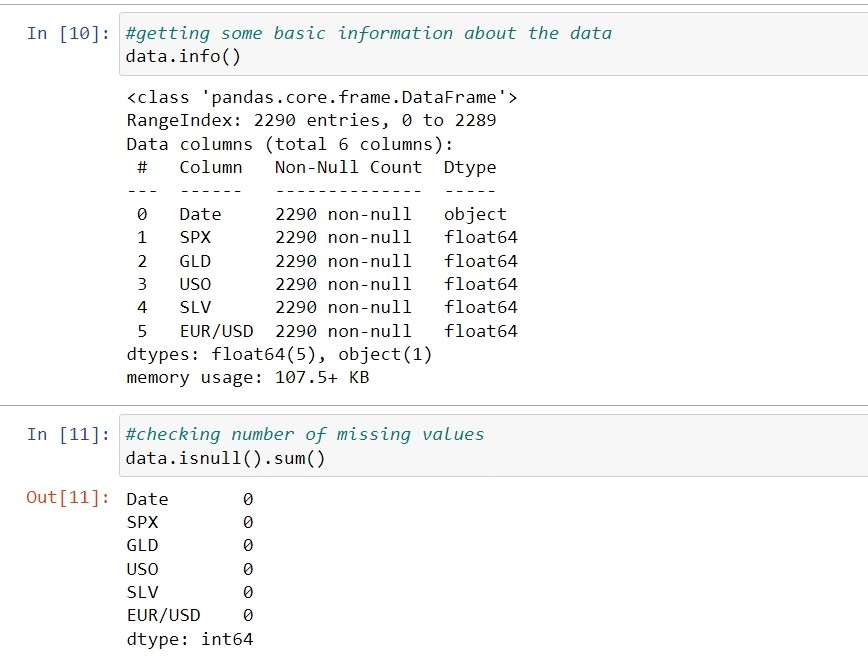 In [10]: #getting some basic information about the data
data.info()
<class 'pandas.core.frame.DataFrame'>
RangeIndex: 2290 entries, 0 to 2289
Data columns (total 6 columns):
 #   Column   Non-Null Count  Dtype
---  ------   --------------  -----
 0   Date     2290 non-null   object
 1   SPX      2290 non-null   float64
 2   GLD      2290 non-null   float64
 3   USO      2290 non-null   float64
 4   SLV      2290 non-null   float64
 5   EUR/USD  2290 non-null   float64
dtypes: float64(5), object(1)
memory usage: 107.5+ KB
In [11]: #checking number of missing values
data.isnull().sum()
Out[11]: Date       0
SPX        0
GLD        0
USO        0
SLV        0
EUR/USD    0
dtype: int64